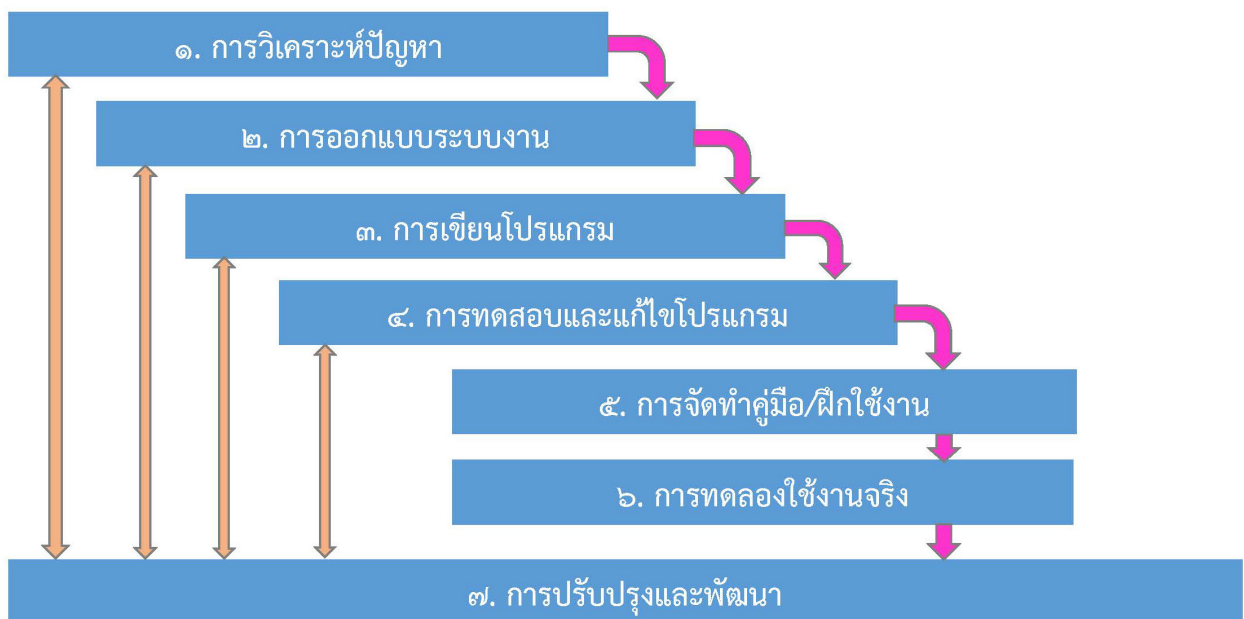 ๑. การวิเคราะห์ปัญหา
๒. การออกแบบระบบงาน
๓. การเขียนโปรแกรม
๔. การทดสอบและแก้ไขโปรแกรม
๕. การจัดทำคู่มือ/ฝึกใช้งาน
๖. การทดลองใช้งานจริง
๗. การปรับปรุงและพัฒนา